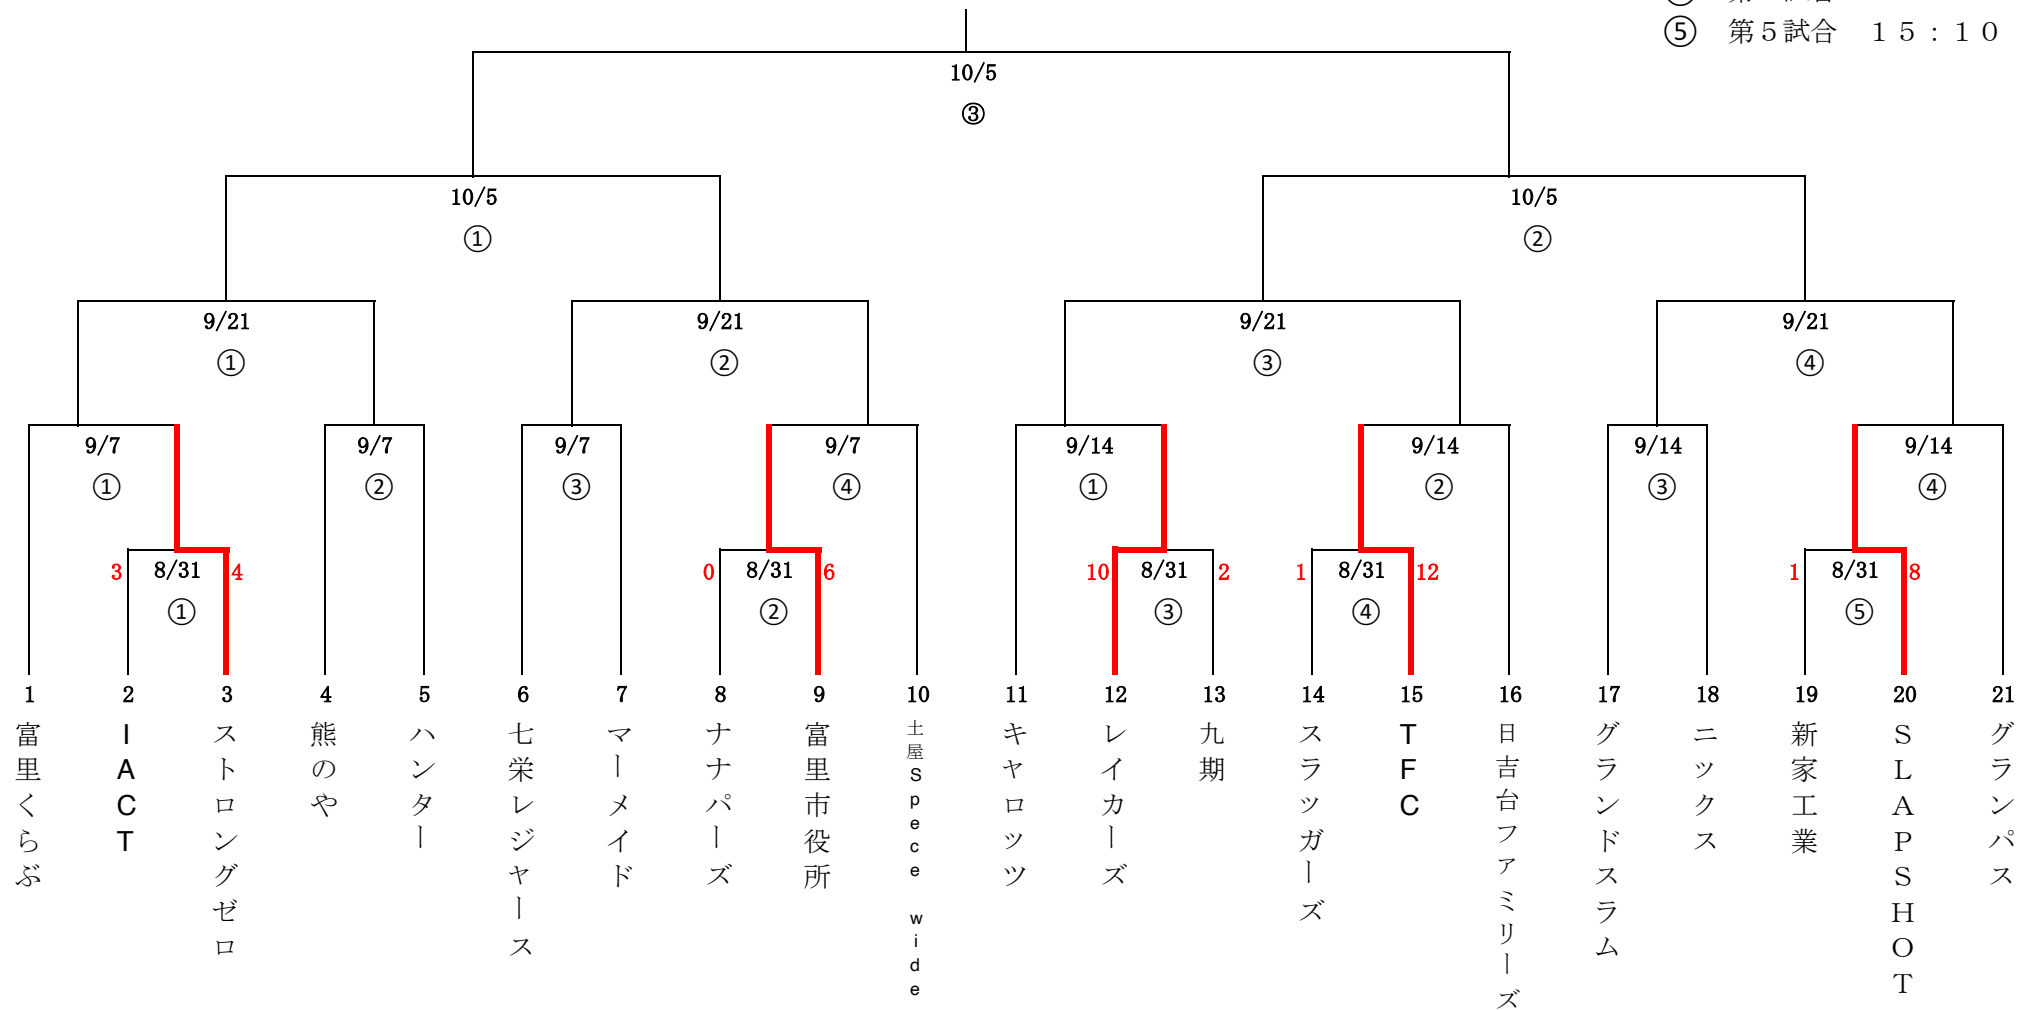 ⑤ 第５試合 １５：１０
10/5
③
10/5
①
10/5
②
9/21
①
9/21
②
9/21
③
9/21
④
9/7
①
9/7
②
9/7
③
9/7
④
9/14
①
9/14
②
9/14
③
9/14
④
3 8/31 4
①
0 8/31 6
②
10 8/31 2
③
1 8/31 12
④
1 8/31 8
⑤
1 富里くらぶ
2 IACT
3 ストロングゼロ
4 熊のや
5 ハンター
6 七栄レジャース
7 マーメイド
8 ナナパーズ
9 富里市役所
10 土屋Spece wide
11 キャロッツ
12 レイカーズ
13 九期
14 スラッガーズ
15 TFC
16 日吉台ファミリーズ
17 グランドスラム
18 ニックス
19 新家工業
20 ＳＬＡＰＳＨＯＴ
21 グランパス